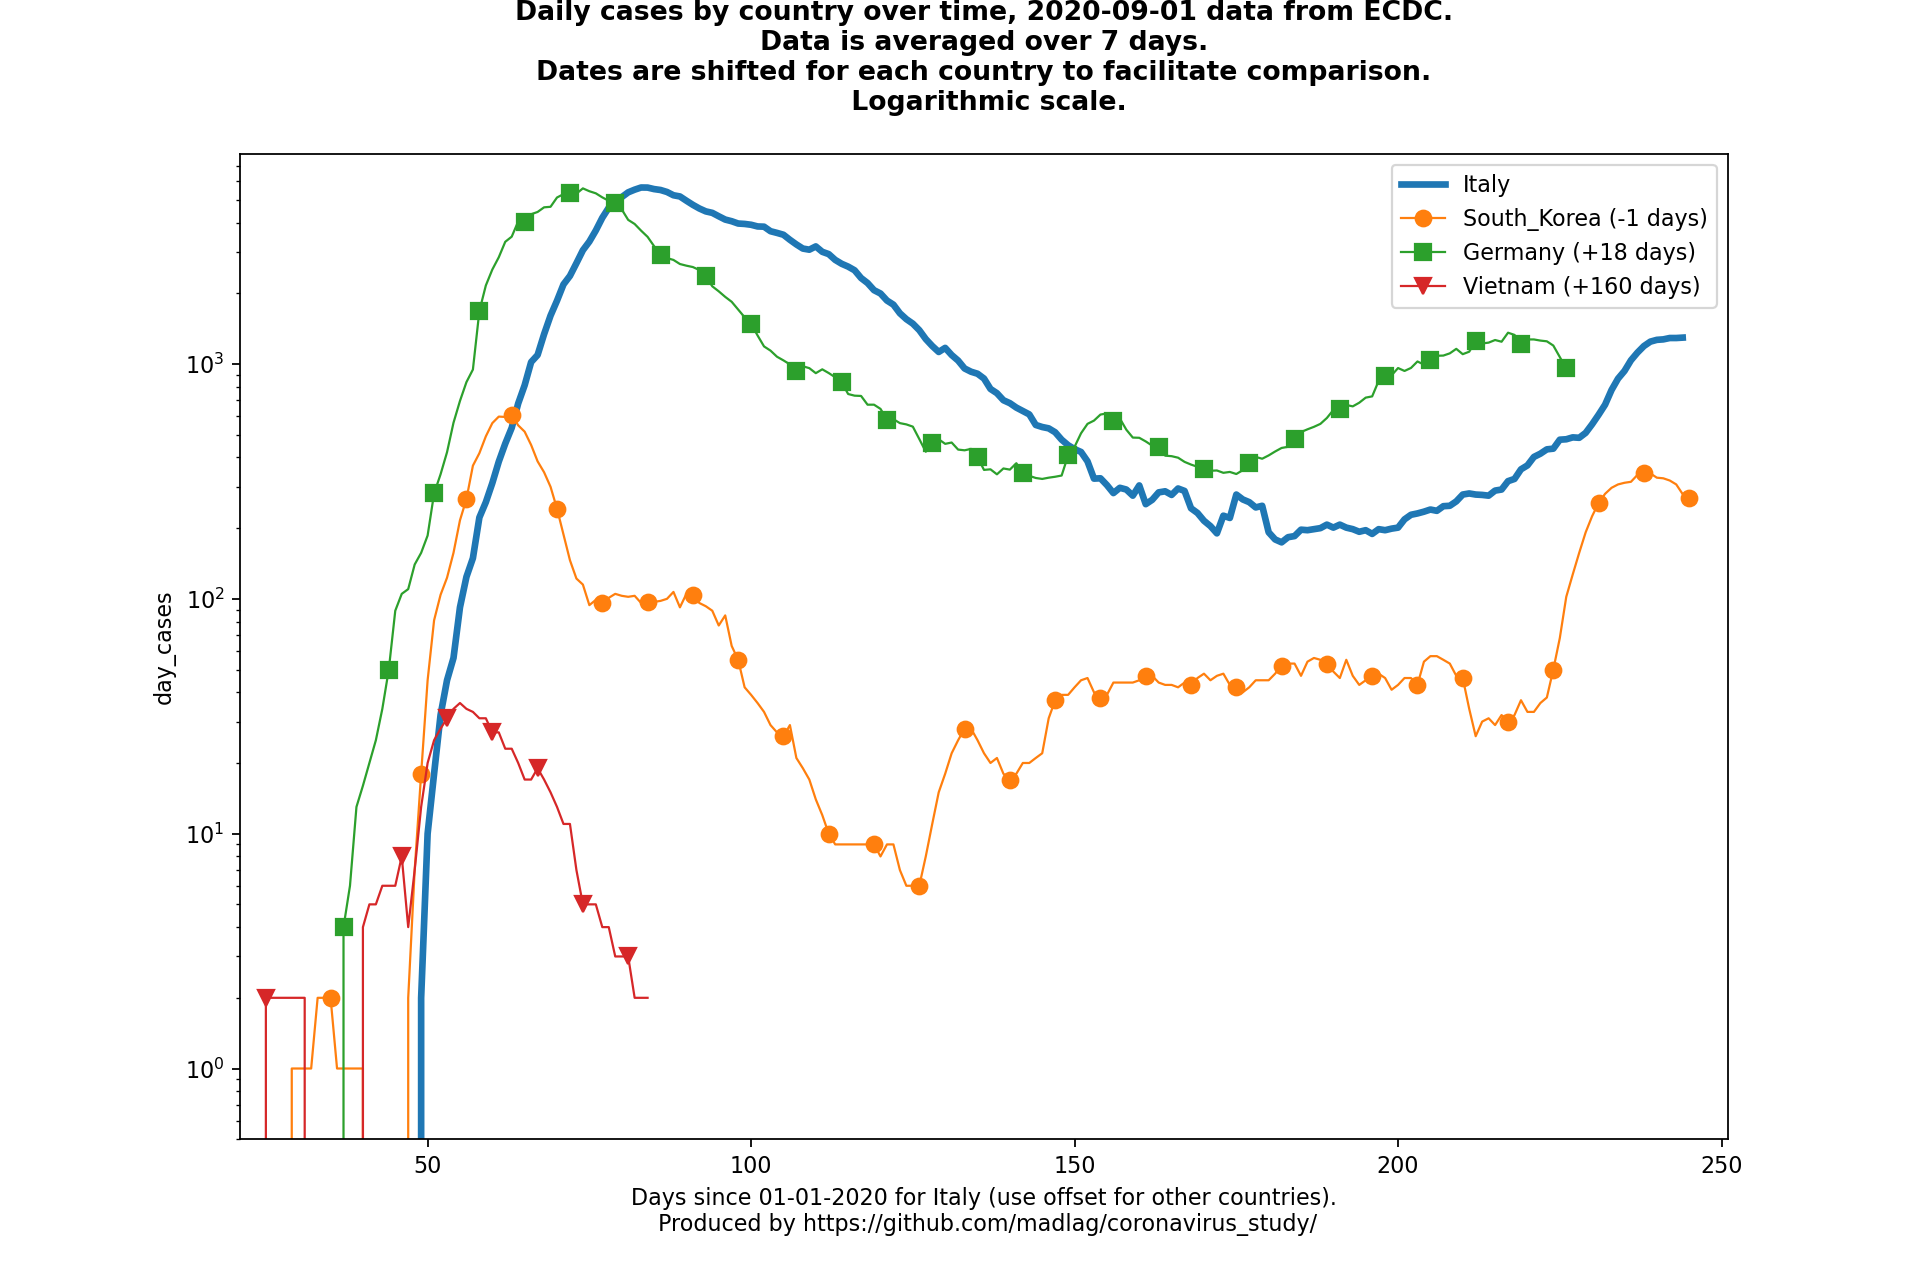 Daily cases by country over time, 2020-09-01 data from ECDC.
Data is averaged over 7 days.
Dates are shifted for each country to facilitate comparison.
Logarithmic scale.
Italy
South_Korea (-1 days)
Germany (+18 days)
Vietnam (+160 days)
day_cases
10³
10²
10¹
10⁰
50
100
150
200
250
Days since 01-01-2020 for Italy (use offset for other countries).
Produced by https://github.com/madlag/coronavirus_study/